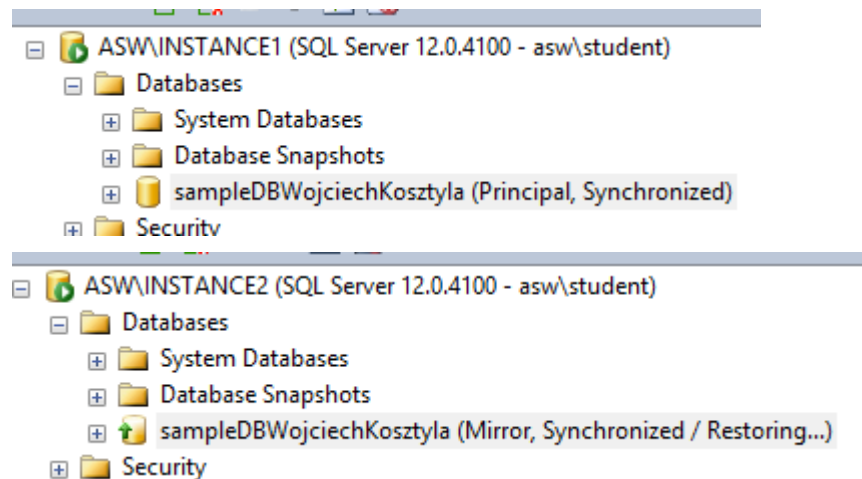 ASW\INSTANCE1 (SQL Server 12.0.4100 - asw\student)
Databases
System Databases
Database Snapshots
sampleDBWojciechKosztyla (Principal, Synchronized)
Security
ASW\INSTANCE2 (SQL Server 12.0.4100 - asw\student)
Databases
System Databases
Database Snapshots
sampleDBWojciechKosztyla (Mirror, Synchronized / Restoring...)
Security